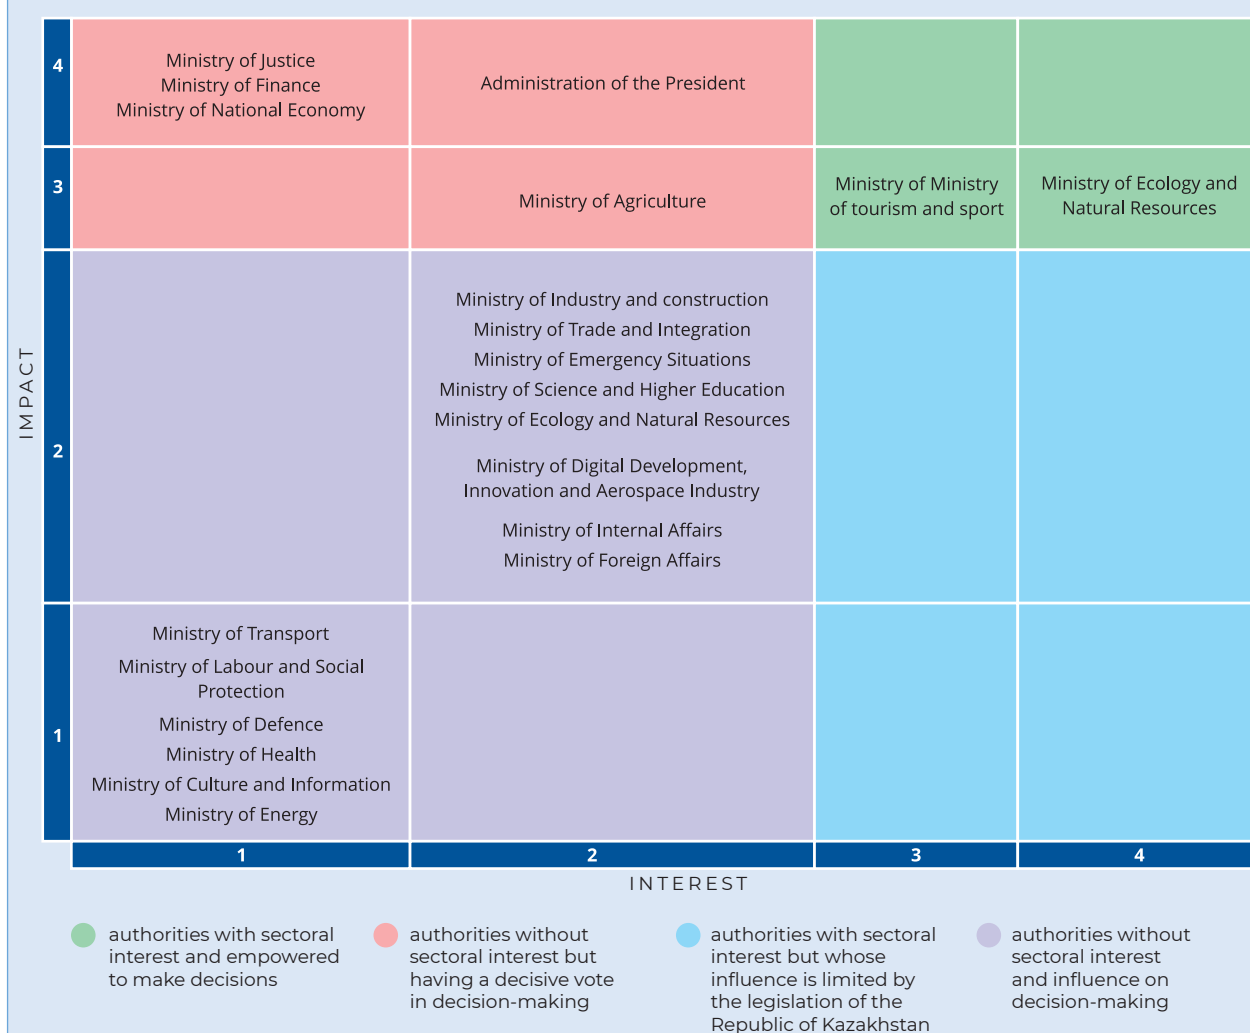 4
Ministry of Justice
Ministry of Finance
Ministry of National Economy
Administration of the President
3
Ministry of Agriculture
Ministry of Ministry
of tourism and sport
Ministry of Ecology and
Natural Resources
IMPACT
2
Ministry of Industry and construction
Ministry of Trade and Integration
Ministry of Emergency Situations
Ministry of Science and Higher Education
Ministry of Ecology and Natural Resources
Ministry of Digital Development,
Innovation and Aerospace Industry
Ministry of Internal Affairs
Ministry of Foreign Affairs
1
Ministry of Transport
Ministry of Labour and Social
Protection
Ministry of Defence
Ministry of Health
Ministry of Culture and Information
Ministry of Energy
1
2
3
4
INTEREST
authorities with sectoral
interest and empowered
to make decisions
authorities without
sectoral interest but
having a decisive vote
in decision-making
authorities with sectoral
interest but whose
influence is limited by
the legislation of the
Republic of Kazakhstan
authorities without
sectoral interest
and influence on
decision-making